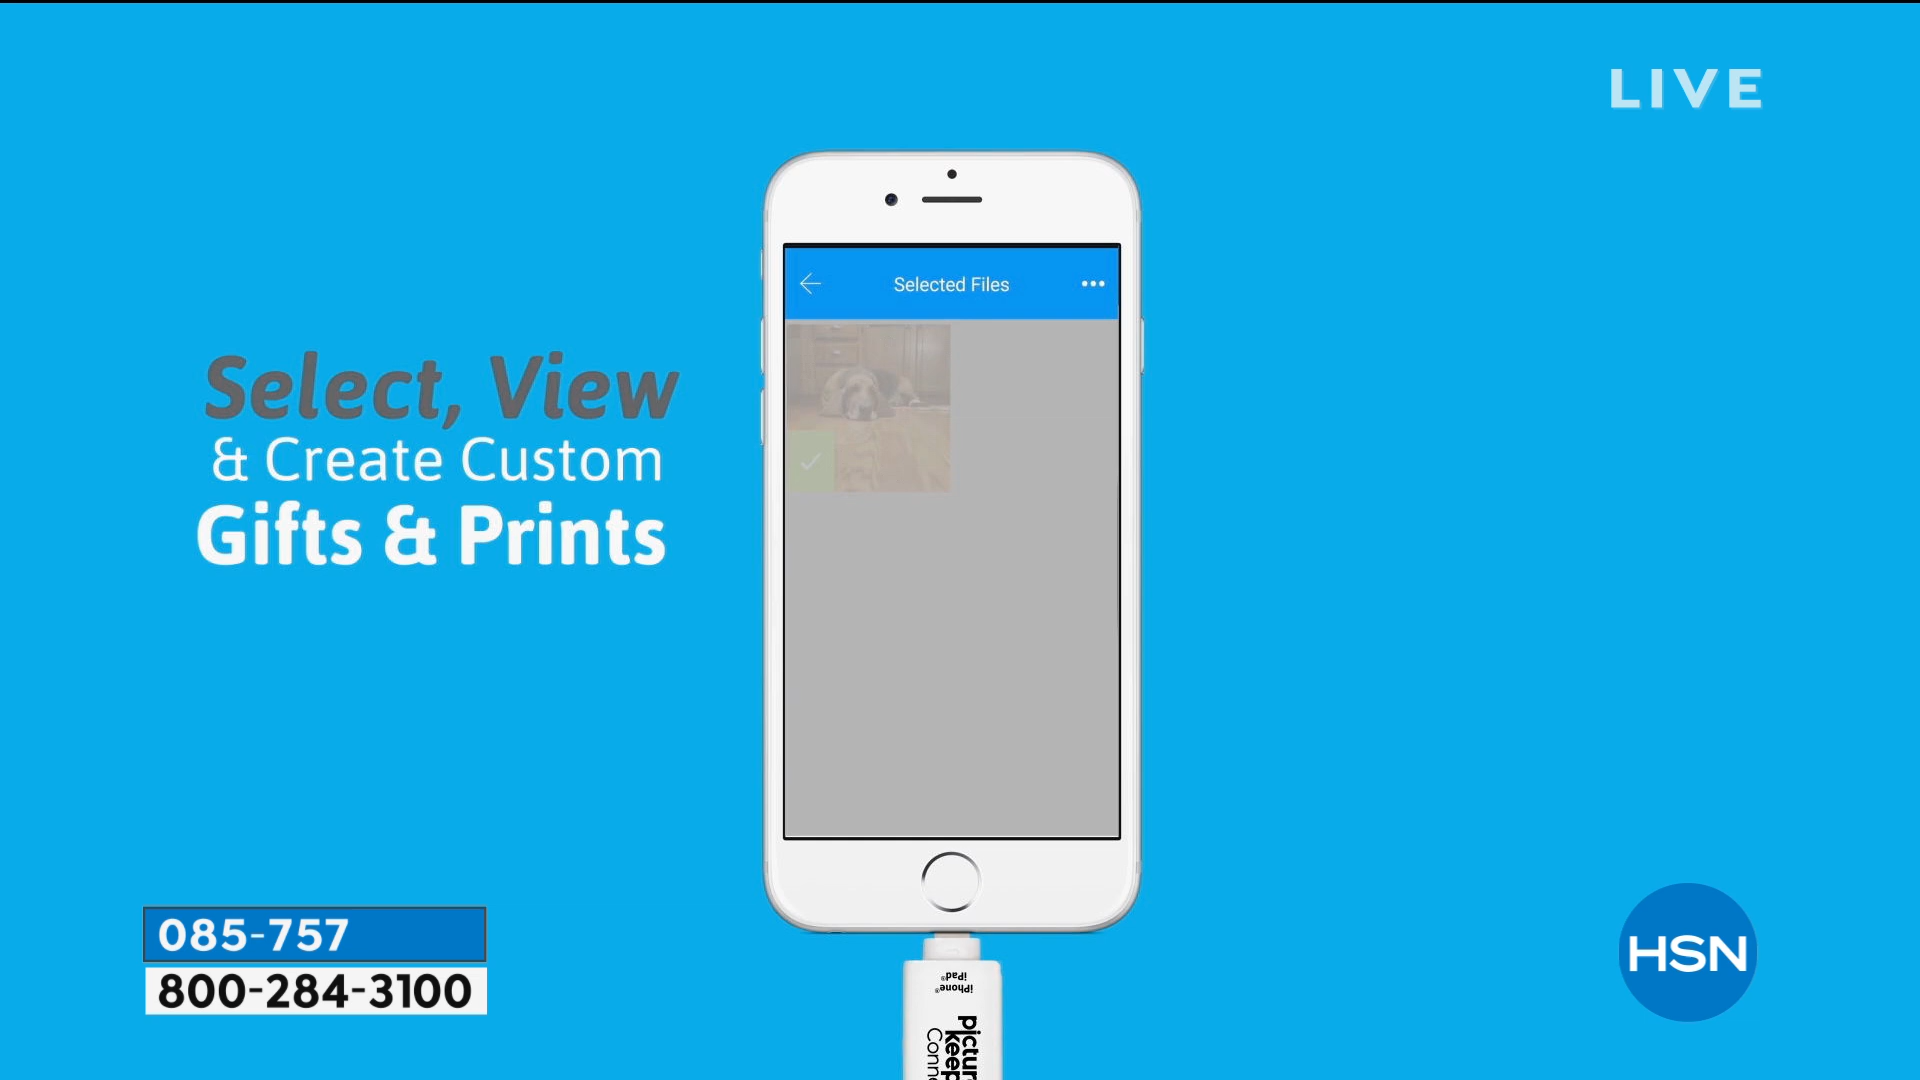 LIVE
Selected Files
Select, View
& Create Custom
Gifts & Prints
085-757
800-284-3100
HSN
iPhone®
iPad®